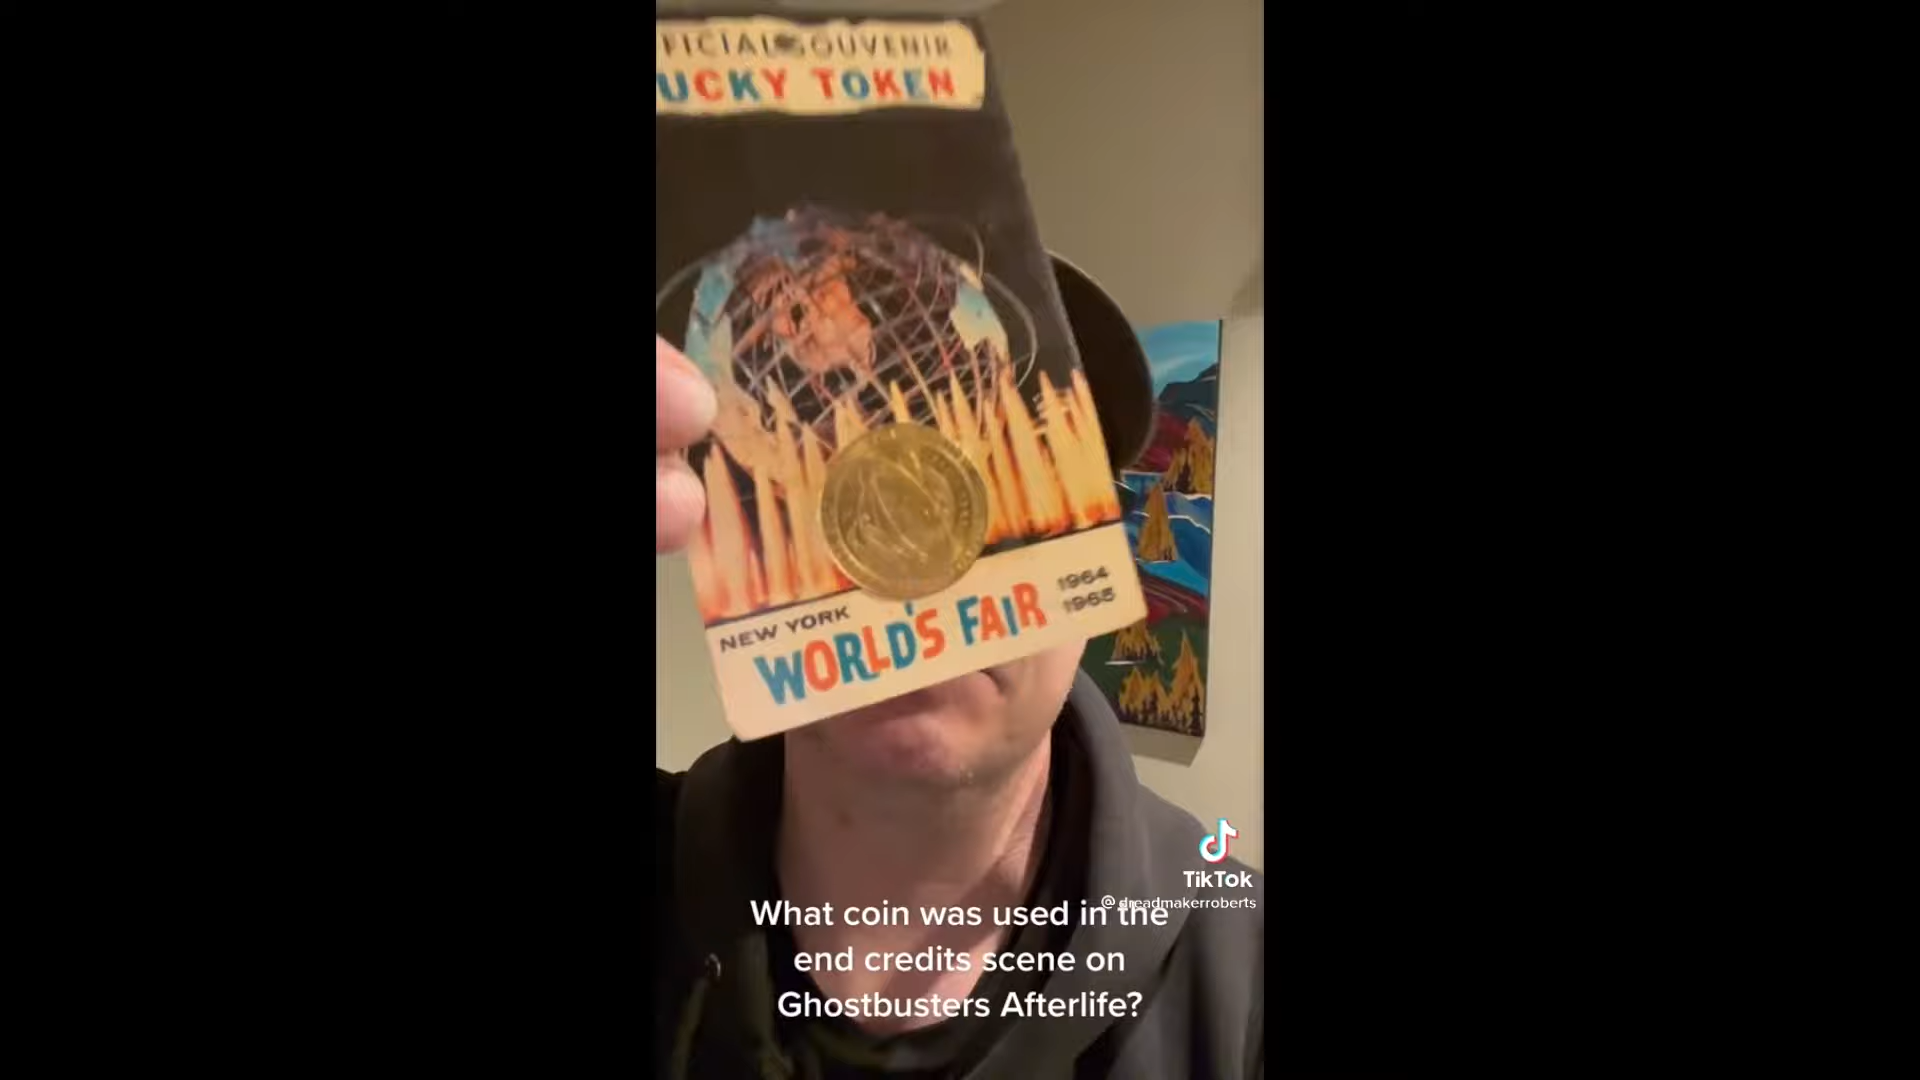 FICIAL SOUVENIR
UCKY TOKEN
NEW YORK
WORLD'S FAIR
1964
1965
TikTok
@dreadmakerroberts
What coin was used in the
end credits scene on
Ghostbusters Afterlife?